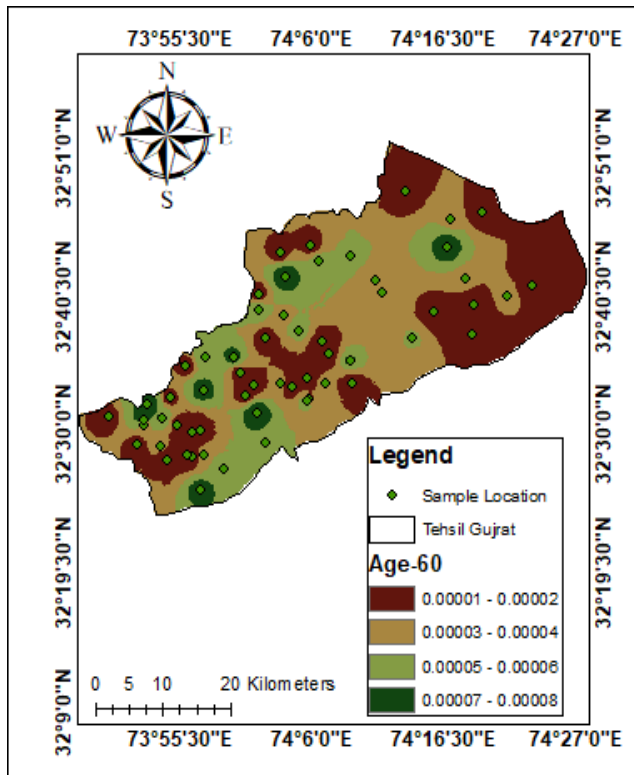 73°55'30"E 74°6'0"E 74°16'30"E 74°27'0"E
N
W E
S
32°51'0"N 32°51'0"N
32°40'30"N 32°40'30"N
32°30'0"N 32°30'0"N
32°19'30"N 32°19'30"N
32°9'0"N 32°9'0"N
Legend
Sample Location
Tehsil Gujrat
Age-60
0.00001 - 0.00002
0.00003 - 0.00004
0.00005 - 0.00006
0.00007 - 0.00008
0 5 10 20 Kilometers
73°55'30"E 74°6'0"E 74°16'30"E 74°27'0"E